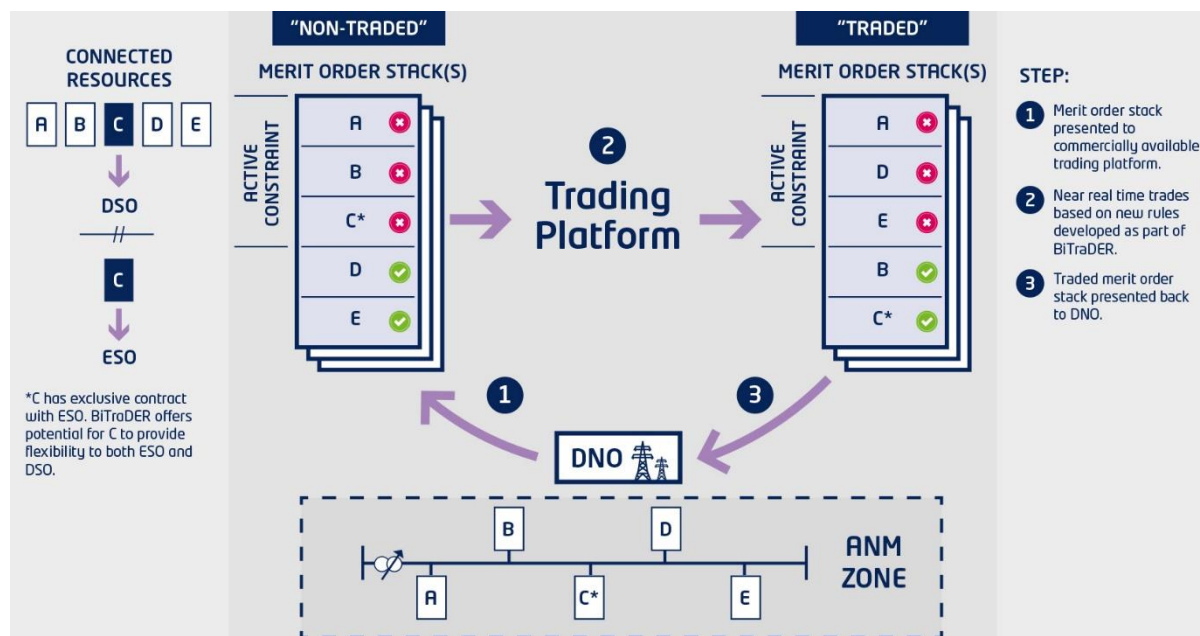 CONNECTED
RESOURCES
A B C D E
DSO
//
C
ESO
*C has exclusive contract
with ESO. BiTraDER offers
potential for C to provide
flexibility to both ESO and
DSO.
"NON-TRADED"
MERIT ORDER STACK(S)
ACTIVE
CONSTRAINT
A
B
C*
D
E
2
Trading
Platform
"TRADED"
MERIT ORDER STACK(S)
ACTIVE
CONSTRAINT
A
D
E
B
C*
1
3
DNO
B D
A C* E
ANM
ZONE
STEP:
1 Merit order stack
presented to
commercially available
trading platform.
2 Near real time trades
based on new rules
developed as part of
BiTraDER.
3 Traded merit order
stack presented back
to DNO.